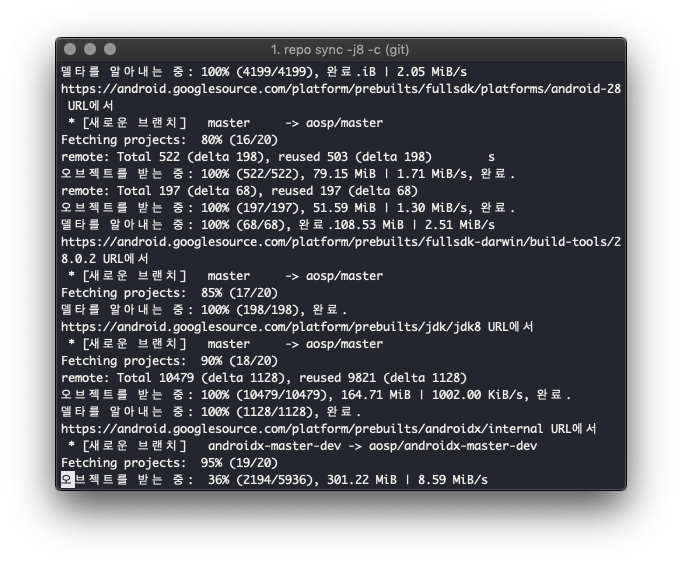 1. repo sync -j8 -c (git)
델타를 알아내는 중: 100% (4199/4199), 완료.iB | 2.05 MiB/s
https://android.googlesource.com/platform/prebuilts/fullsdk/platforms/android-28
 URL에서
 * [새로운 브랜치]   master     -> aosp/master
Fetching projects:  80% (16/20)
remote: Total 522 (delta 198), reused 503 (delta 198)        s
오브젝트를 받는 중: 100% (522/522), 79.15 MiB | 1.71 MiB/s, 완료.
remote: Total 197 (delta 68), reused 197 (delta 68)
오브젝트를 받는 중: 100% (197/197), 51.59 MiB | 1.30 MiB/s, 완료.
델타를 알아내는 중: 100% (68/68), 완료.108.53 MiB | 2.51 MiB/s
https://android.googlesource.com/platform/prebuilts/fullsdk-darwin/build-tools/2
8.0.2 URL에서
 * [새로운 브랜치]   master     -> aosp/master
Fetching projects:  85% (17/20)
델타를 알아내는 중: 100% (198/198), 완료.
https://android.googlesource.com/platform/prebuilts/jdk/jdk8 URL에서
 * [새로운 브랜치]   master     -> aosp/master
Fetching projects:  90% (18/20)
remote: Total 10479 (delta 1128), reused 9821 (delta 1128)
오브젝트를 받는 중: 100% (10479/10479), 164.71 MiB | 1002.00 KiB/s, 완료.
델타를 알아내는 중: 100% (1128/1128), 완료.
https://android.googlesource.com/platform/prebuilts/androidx/internal URL에서
 * [새로운 브랜치]   androidx-master-dev -> aosp/androidx-master-dev
Fetching projects:  95% (19/20)
오브젝트를 받는 중:  36% (2194/5936), 301.22 MiB | 8.59 MiB/s